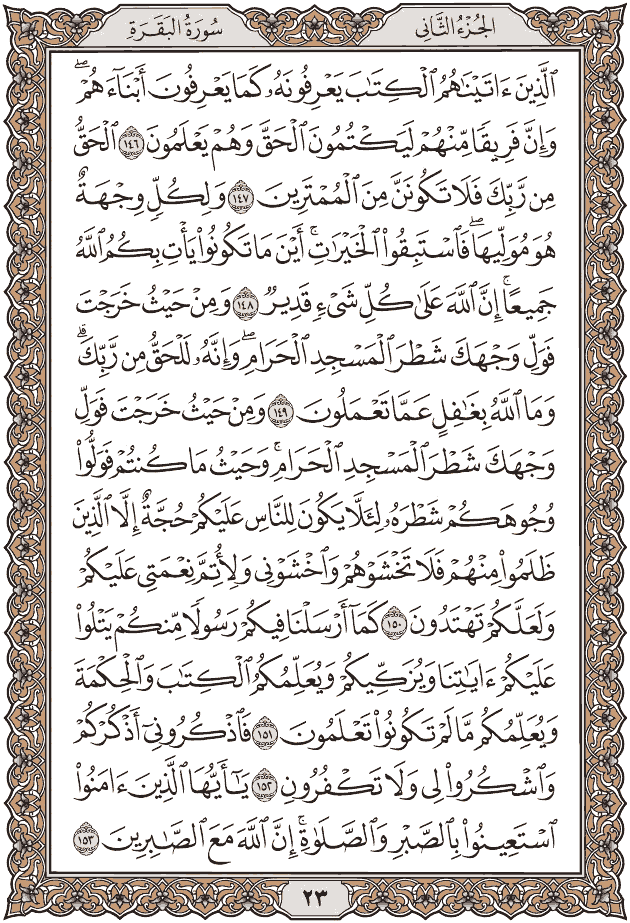 الجُزْءُ الثَّانِي
سُورَةُ البَقَرَةِ
ٱلَّذِينَ ءَاتَيْنَٰهُمُ ٱلْكِتَٰبَ يَعْرِفُونَهُۥ كَمَا يَعْرِفُونَ أَبْنَآءَهُمْۖ
وَإِنَّ فَرِيقًا مِّنْهُمْ لَيَكْتُمُونَ ٱلْحَقَّ وَهُمْ يَعْلَمُونَ ١٤٦ ٱلْحَقُّ
مِن رَّبِّكَ فَلَا تَكُونَنَّ مِنَ ٱلْمُمْتَرِينَ ١٤٧ وَلِكُلٍّ وِجْهَةٌ
هُوَ مُوَلِّيهَاۖ فَٱسْتَبِقُوا۟ ٱلْخَيْرَٰتِۚ أَيْنَ مَا تَكُونُوا۟ يَأْتِ بِكُمُ ٱللَّهُ
جَمِيعًاۚ إِنَّ ٱللَّهَ عَلَىٰ كُلِّ شَىْءٍ قَدِيرٌ ١٤٨ وَمِنْ حَيْثُ خَرَجْتَ
فَوَلِّ وَجْهَكَ شَطْرَ ٱلْمَسْجِدِ ٱلْحَرَامِۖ وَإِنَّهُۥ لَلْحَقُّ مِن رَّبِّكَۗ
وَمَا ٱللَّهُ بِغَٰفِلٍ عَمَّا تَعْمَلُونَ ١٤٩ وَمِنْ حَيْثُ خَرَجْتَ فَوَلِّ
وَجْهَكَ شَطْرَ ٱلْمَسْجِدِ ٱلْحَرَامِۚ وَحَيْثُ مَا كُنتُمْ فَوَلُّوا۟
وُجُوهَكُمْ شَطْرَهُۥ لِئَلَّا يَكُونَ لِلنَّاسِ عَلَيْكُمْ حُجَّةٌ إِلَّا ٱلَّذِينَ
ظَلَمُوا۟ مِنْهُمْ فَلَا تَخْشَوْهُمْ وَٱخْشَوْنِى وَلِأُتِمَّ نِعْمَتِى عَلَيْكُمْ
وَلَعَلَّكُمْ تَهْتَدُونَ ١٥٠ كَمَآ أَرْسَلْنَا فِيكُمْ رَسُولًا مِّنكُمْ يَتْلُوا۟
عَلَيْكُمْ ءَايَٰتِنَا وَيُزَكِّيكُمْ وَيُعَلِّمُكُمُ ٱلْكِتَٰبَ وَٱلْحِكْمَةَ
وَيُعَلِّمُكُم مَّا لَمْ تَكُونُوا۟ تَعْلَمُونَ ١٥١ فَٱذْكُرُونِىٓ أَذْكُرْكُمْ
وَٱشْكُرُوا۟ لِى وَلَا تَكْفُرُونِ ١٥٢ يَٰٓأَيُّهَا ٱلَّذِينَ ءَامَنُوا۟
ٱسْتَعِينُوا۟ بِٱلصَّبْرِ وَٱلصَّلَوٰةِۚ إِنَّ ٱللَّهَ مَعَ ٱلصَّٰبِرِينَ ١٥٣
٢٣